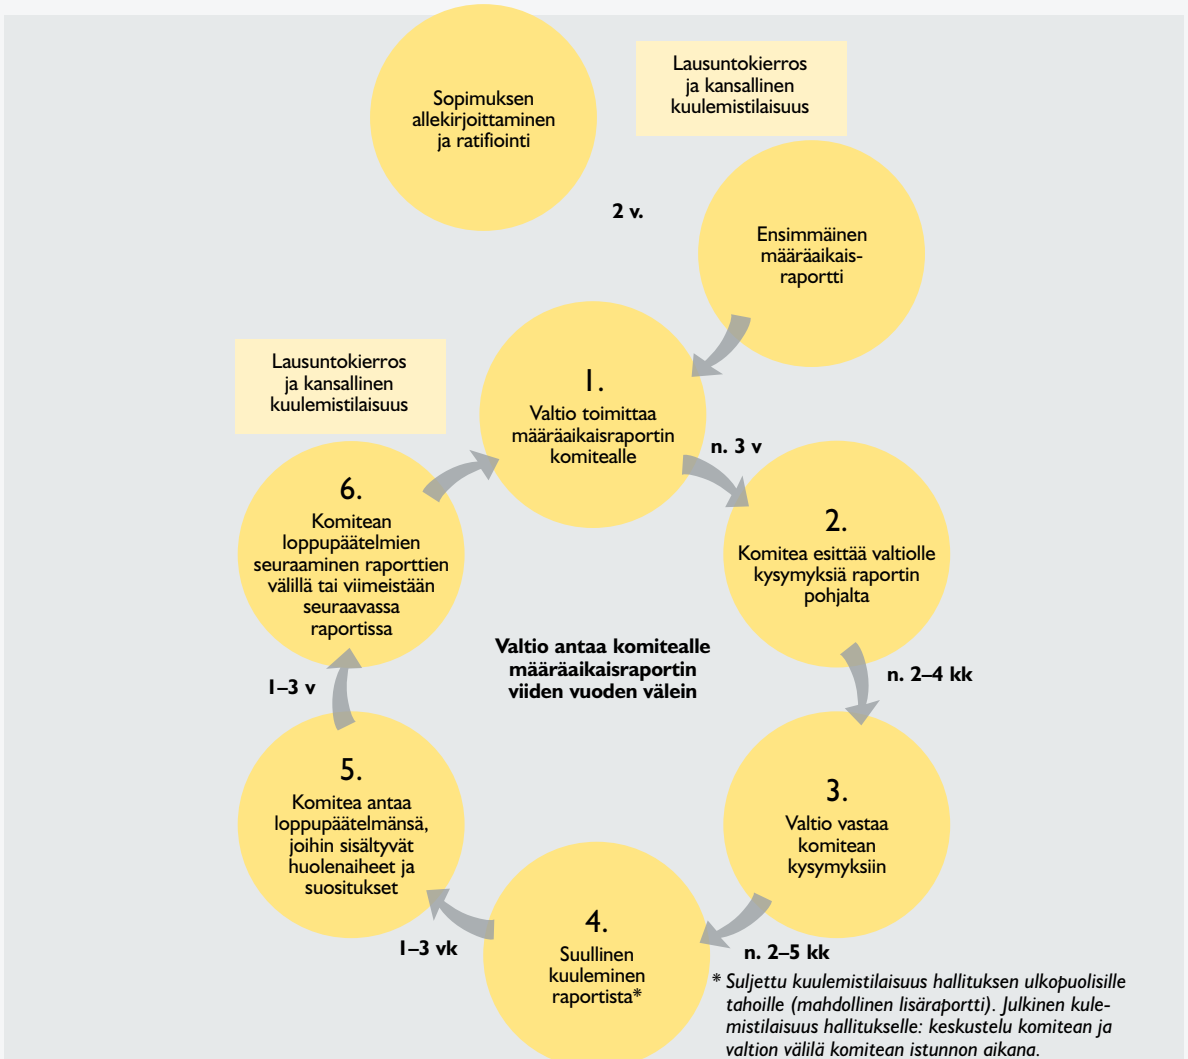 Sopimuksen
allekirjoittaminen
ja ratifiointi
Lausuntokierros
ja kansallinen
kuulemistilaisuus
2 v.
Ensimmäinen
määräaikais-
raportti
Lausuntokierros
ja kansallinen
kuulemistilaisuus
1.
Valtio toimittaa
määräaikaisraportin
komitealle
n. 3 v
2.
Komitea esittää valtiolle
kysymyksiä raportin
pohjalta
n. 2–4 kk
3.
Valtio vastaa
komitean
kysymyksiin
n. 2–5 kk
4.
Suullinen
kuuleminen
raportista*
1–3 vk
5.
Komitea antaa
loppupäätelmänsä,
joihin sisältyvät
huolenaiheet ja
suositukset
1–3 v
6.
Komitean
loppupäätelmien
seuraaminen raporttien
välillä tai viimeistään
seuraavassa
raportissa
Valtio antaa komitealle
määräaikaisraportin
viiden vuoden välein
* Suljettu kuulemistilaisuus hallituksen ulkopuolisille
tahoille (mahdollinen lisäraportti). Julkinen kule-
mistilaisuus hallitukselle: keskustelu komitean ja
valtion välilä komitean istunnon aikana.